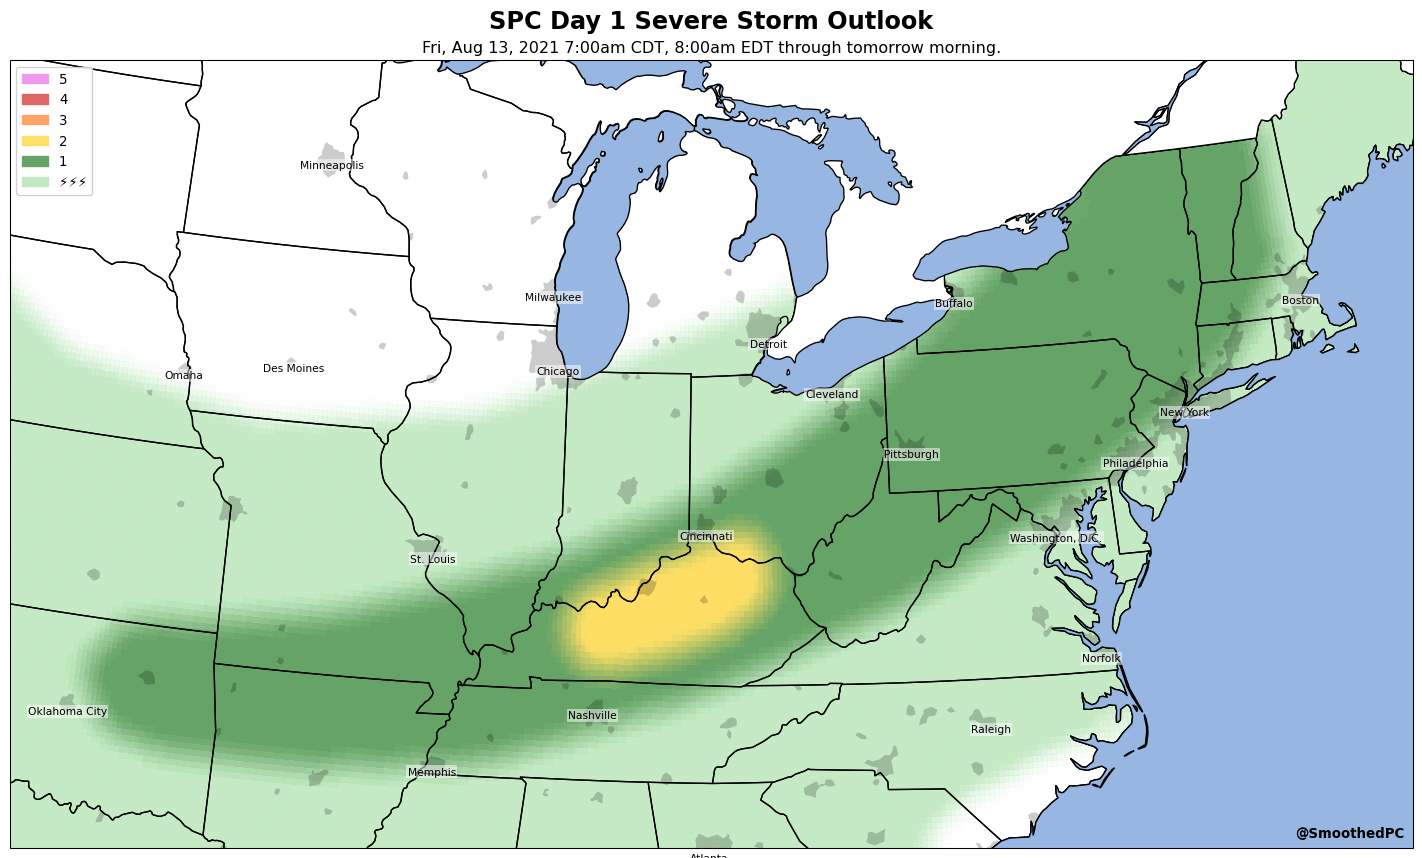 SPC Day 1 Severe Storm Outlook
Fri, Aug 13, 2021 7:00am CDT, 8:00am EDT through tomorrow morning.
5
4
3
2
1
⚡⚡⚡
Minneapolis
Milwaukee
Buffalo
Boston
Detroit
Omaha
Des Moines
Chicago
Cleveland
New York
Pittsburgh
Philadelphia
Cincinnati
Washington, D.C.
St. Louis
Norfolk
Oklahoma City
Nashville
Raleigh
Memphis
@SmoothedPC
Atlanta